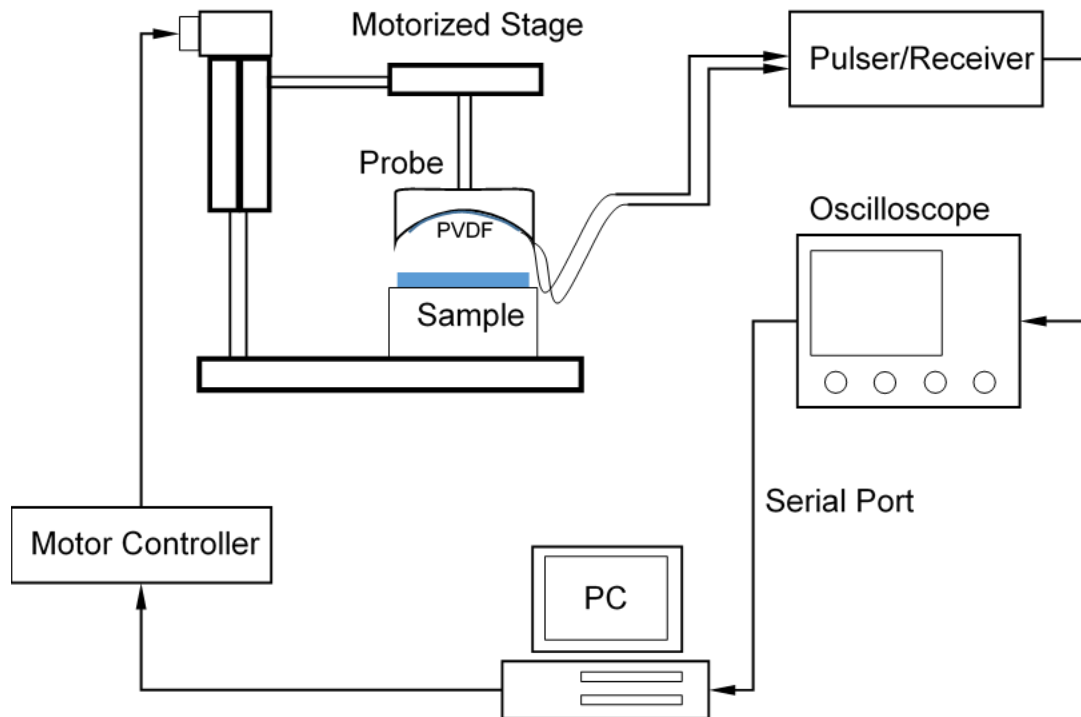 Motorized Stage
Pulser/Receiver
Probe
PVDF
Oscilloscope
Sample
Serial Port
Motor Controller
PC